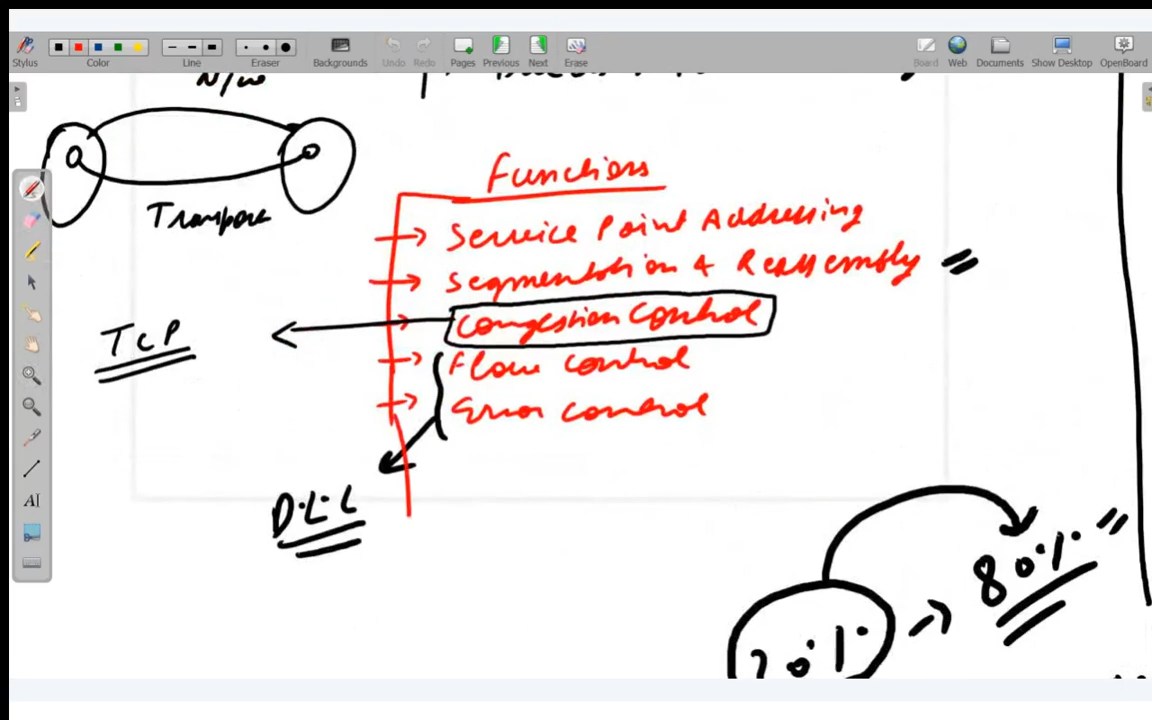 Stylus Color Line Eraser Backgrounds Undo Redo Pages Previous Next Erase Board Web Documents Show Desktop OpenBoard
N/w
Functions
Transport
Service Point Addressing
Segmentation & Reassembly
Congestion Control
TCP
Flow control
Error control
D.L.L
80%
20%
AI